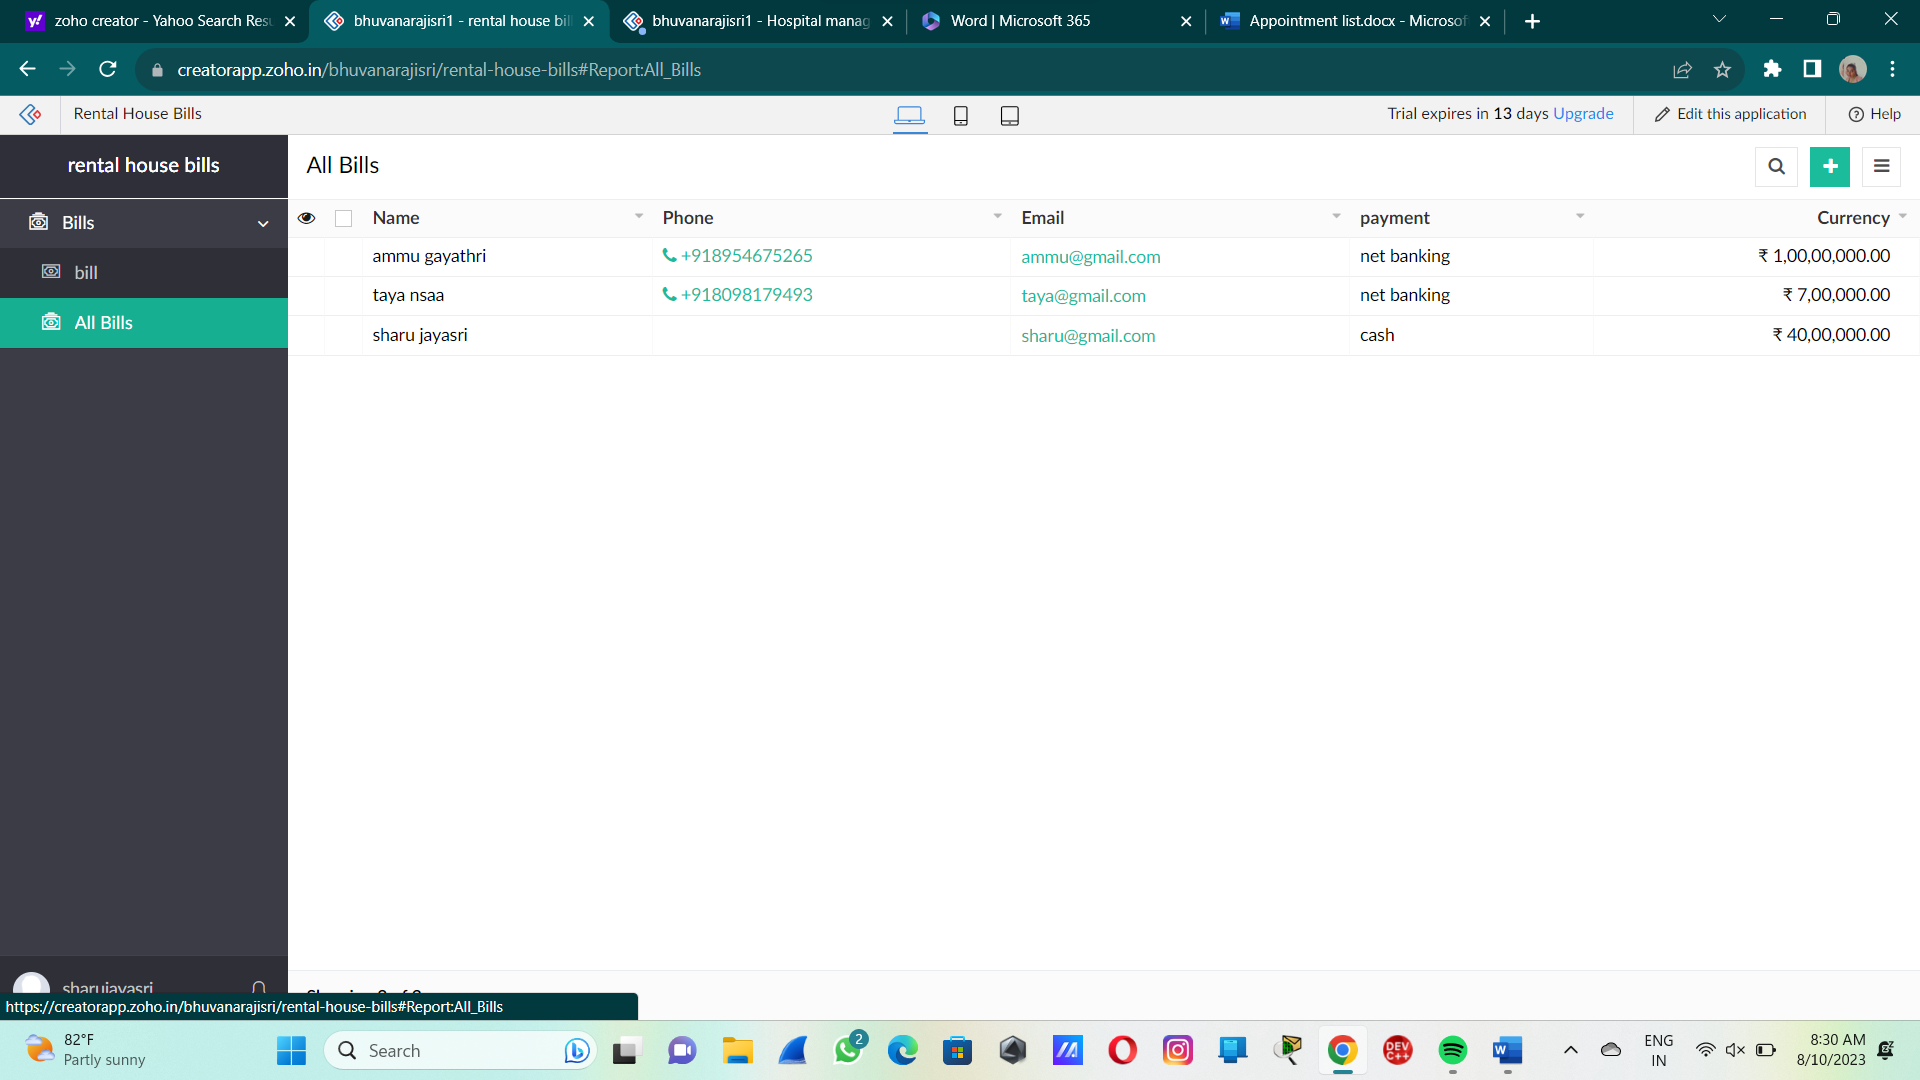 zoho creator - Yahoo Search Resu
bhuvanarajisri1 - rental house bill
bhuvanarajisri1 - Hospital manag
Word | Microsoft 365
Appointment list.docx - Microsof
creatorapp.zoho.in/bhuvanarajisri/rental-house-bills#Report:All_Bills
Rental House Bills
Trial expires in 13 days Upgrade
Edit this application
Help
rental house bills
All Bills
Bills
bill
All Bills
Name Phone Email payment Currency
ammu gayathri +918954675265 ammu@gmail.com net banking ₹ 1,00,00,000.00
taya nsaa +918098179493 taya@gmail.com net banking ₹ 7,00,000.00
sharu jayasri sharu@gmail.com cash ₹ 40,00,000.00
sharujayasri
https://creatorapp.zoho.in/bhuvanarajisri/rental-house-bills#Report:All_Bills
82°F
Partly sunny
Search
2
DEV
C++
ENG
IN
8:30 AM
8/10/2023